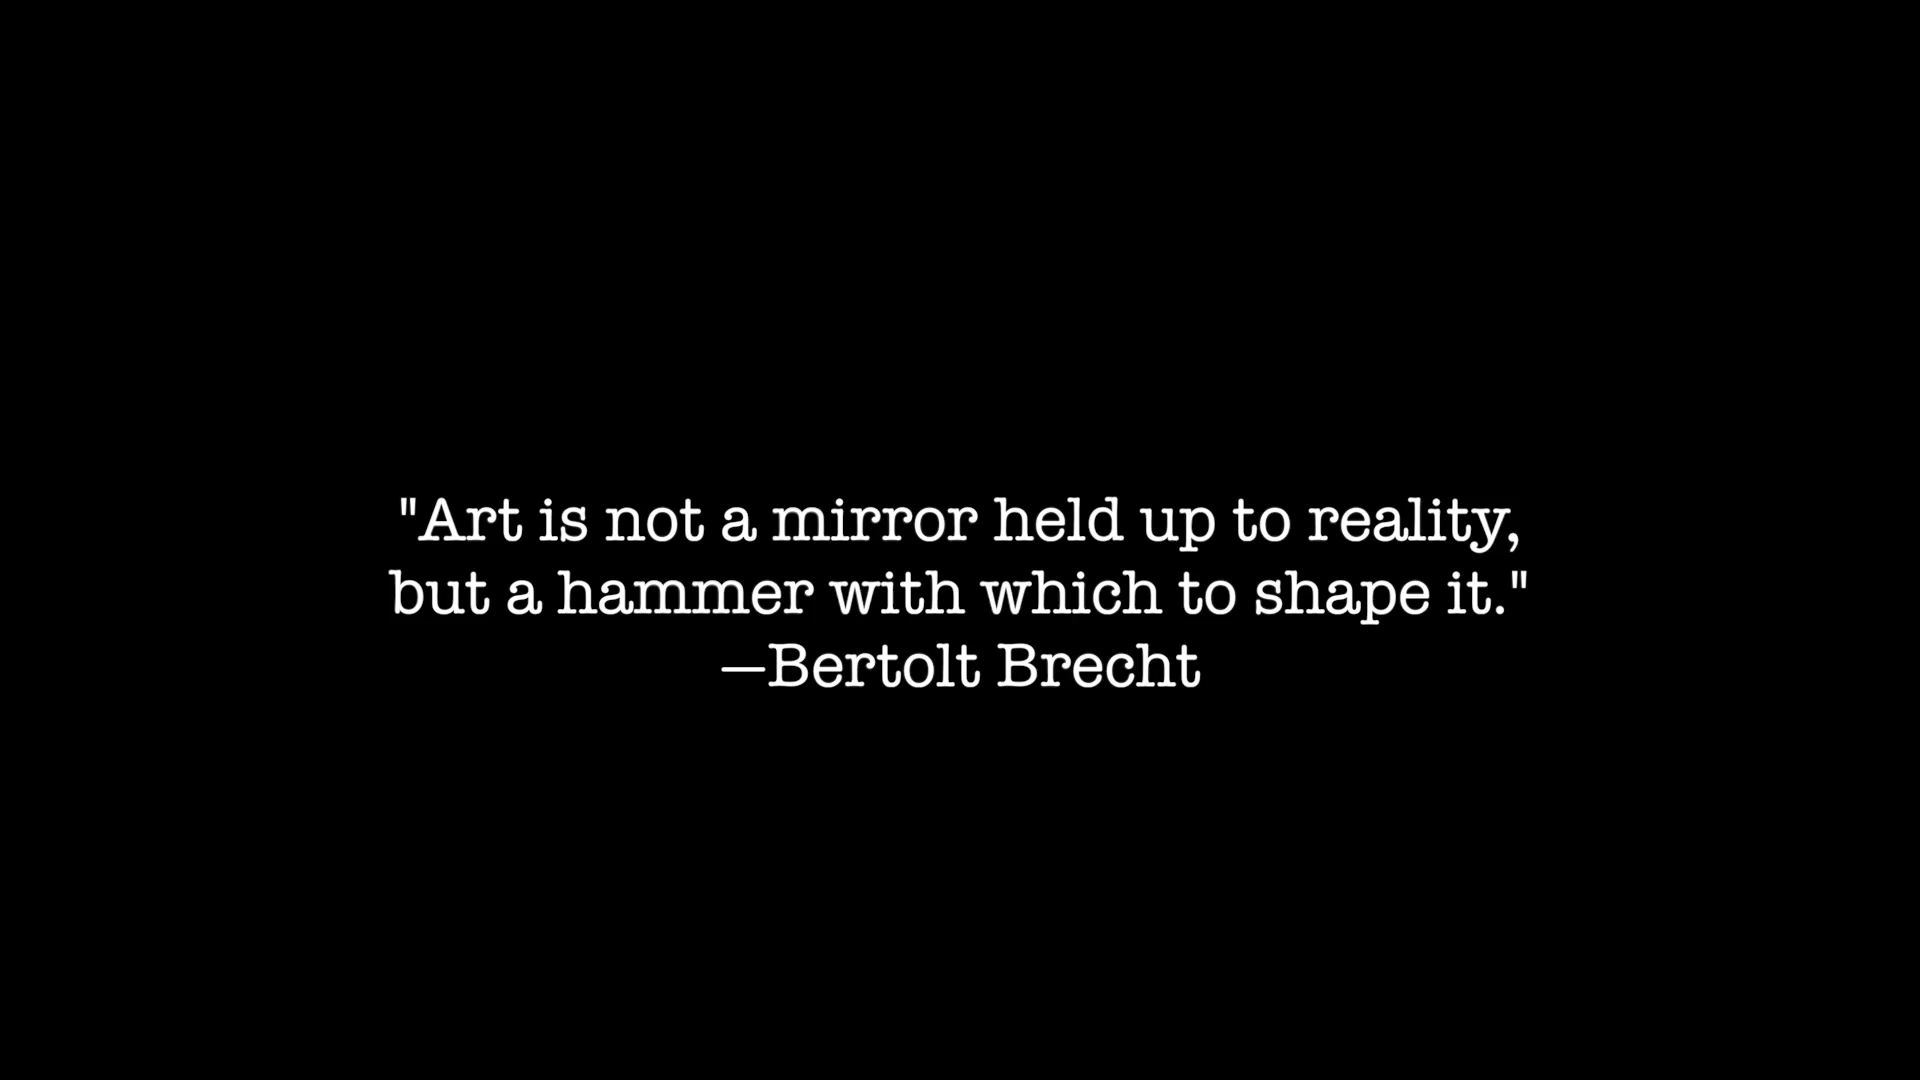 "Art is not a mirror held up to reality,
but a hammer with which to shape it."
—Bertolt Brecht